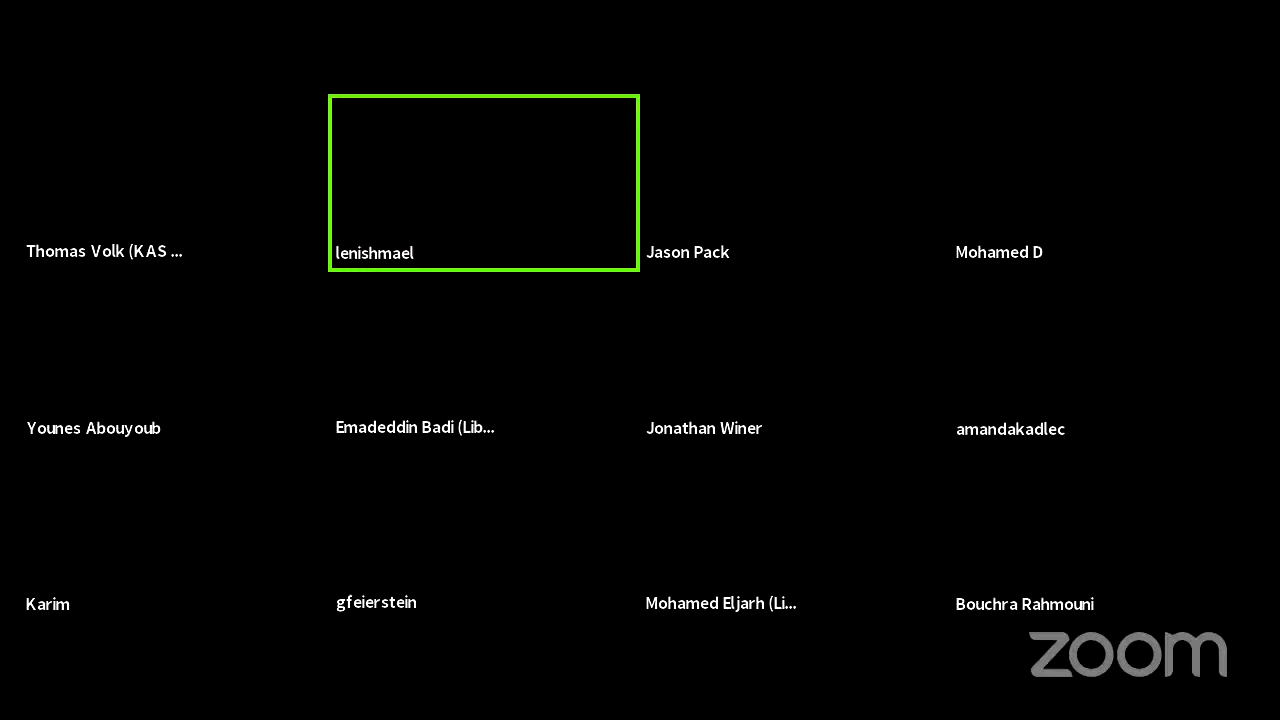 Thomas Volk (KAS ...
lenishmael
Jason Pack
Mohamed D
Younes Abouyoub
Emadeddin Badi (Lib...
Jonathan Winer
amandakadlec
Karim
gfeierstein
Mohamed Eljarh (Li...
Bouchra Rahmouni
zoom